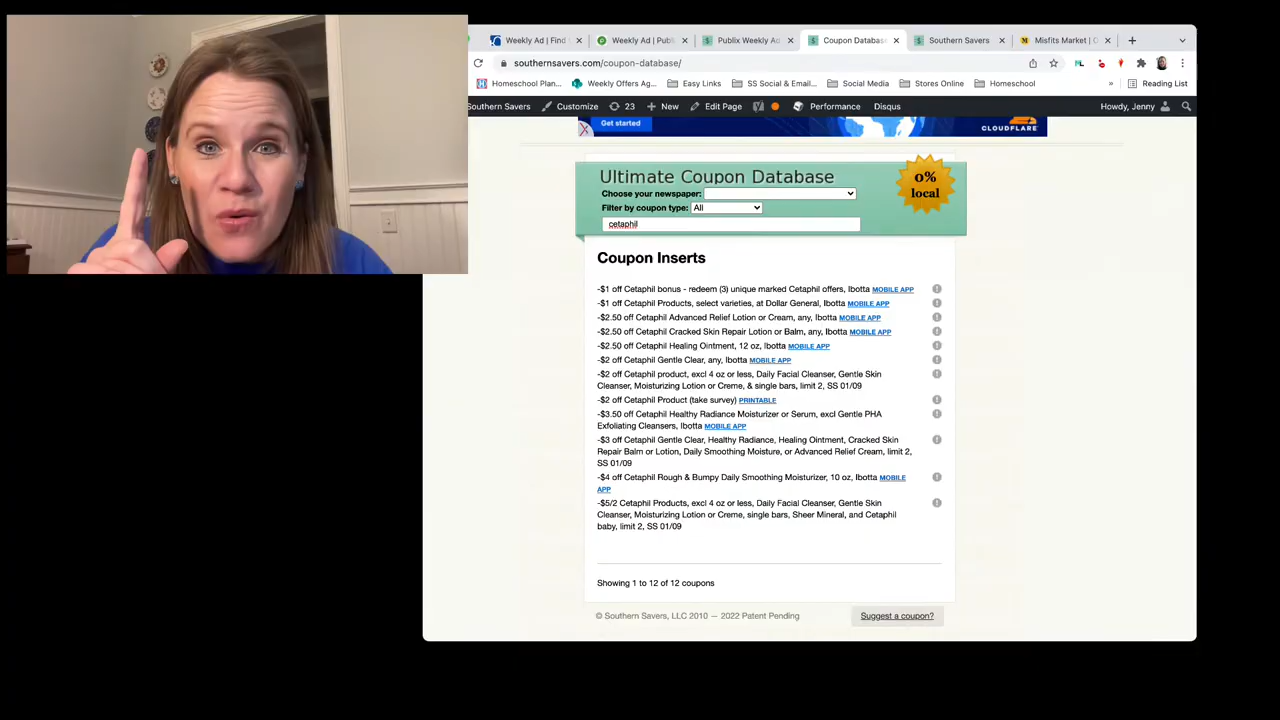 Weekly Ad | Find
Weekly Ad | Publ
Publix Weekly Ad
Coupon Database
Southern Savers
Misfits Market | C
southernsavers.com/coupon-database/
Homeschool Plan...
Weekly Offers Ag...
Easy Links
SS Social & Email...
Social Media
Stores Online
Homeschool
»
Reading List
Southern Savers
Customize
23
New
Edit Page
Performance
Disqus
Howdy, Jenny
Get started
CLOUDFLARE
Ultimate Coupon Database
Choose your newspaper:
Filter by coupon type: All
cetaphil
0%
local
Coupon Inserts
-$1 off Cetaphil bonus - redeem (3) unique marked Cetaphil offers, Ibotta MOBILE APP
-$1 off Cetaphil Products, select varieties, at Dollar General, Ibotta MOBILE APP
-$2.50 off Cetaphil Advanced Relief Lotion or Cream, any, Ibotta MOBILE APP
-$2.50 off Cetaphil Cracked Skin Repair Lotion or Balm, any, Ibotta MOBILE APP
-$2.50 off Cetaphil Healing Ointment, 12 oz, Ibotta MOBILE APP
-$2 off Cetaphil Gentle Clear, any, Ibotta MOBILE APP
-$2 off Cetaphil product, excl 4 oz or less, Daily Facial Cleanser, Gentle Skin
Cleanser, Moisturizing Lotion or Creme, & single bars, limit 2, SS 01/09
-$2 off Cetaphil Product (take survey) PRINTABLE
-$3.50 off Cetaphil Healthy Radiance Moisturizer or Serum, excl Gentle PHA
Exfoliating Cleansers, Ibotta MOBILE APP
-$3 off Cetaphil Gentle Clear, Healthy Radiance, Healing Ointment, Cracked Skin
Repair Balm or Lotion, Daily Smoothing Moisture, or Advanced Relief Cream, limit 2,
SS 01/09
-$4 off Cetaphil Rough & Bumpy Daily Smoothing Moisturizer, 10 oz, Ibotta MOBILE
APP
-$5/2 Cetaphil Products, excl 4 oz or less, Daily Facial Cleanser, Gentle Skin
Cleanser, Moisturizing Lotion or Creme, single bars, Sheer Mineral, and Cetaphil
baby, limit 2, SS 01/09
Showing 1 to 12 of 12 coupons
© Southern Savers, LLC 2010 — 2022 Patent Pending
Suggest a coupon?